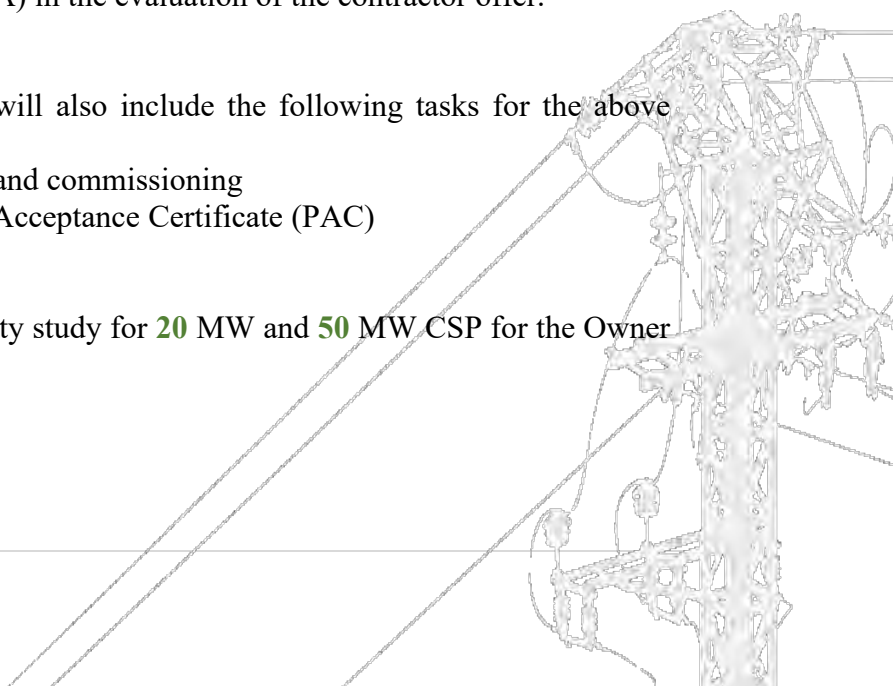 A) in the evaluation of the contractor offer.
will also include the following tasks for the above
and commissioning
Acceptance Certificate (PAC)
ty study for 20 MW and 50 MW CSP for the Owner